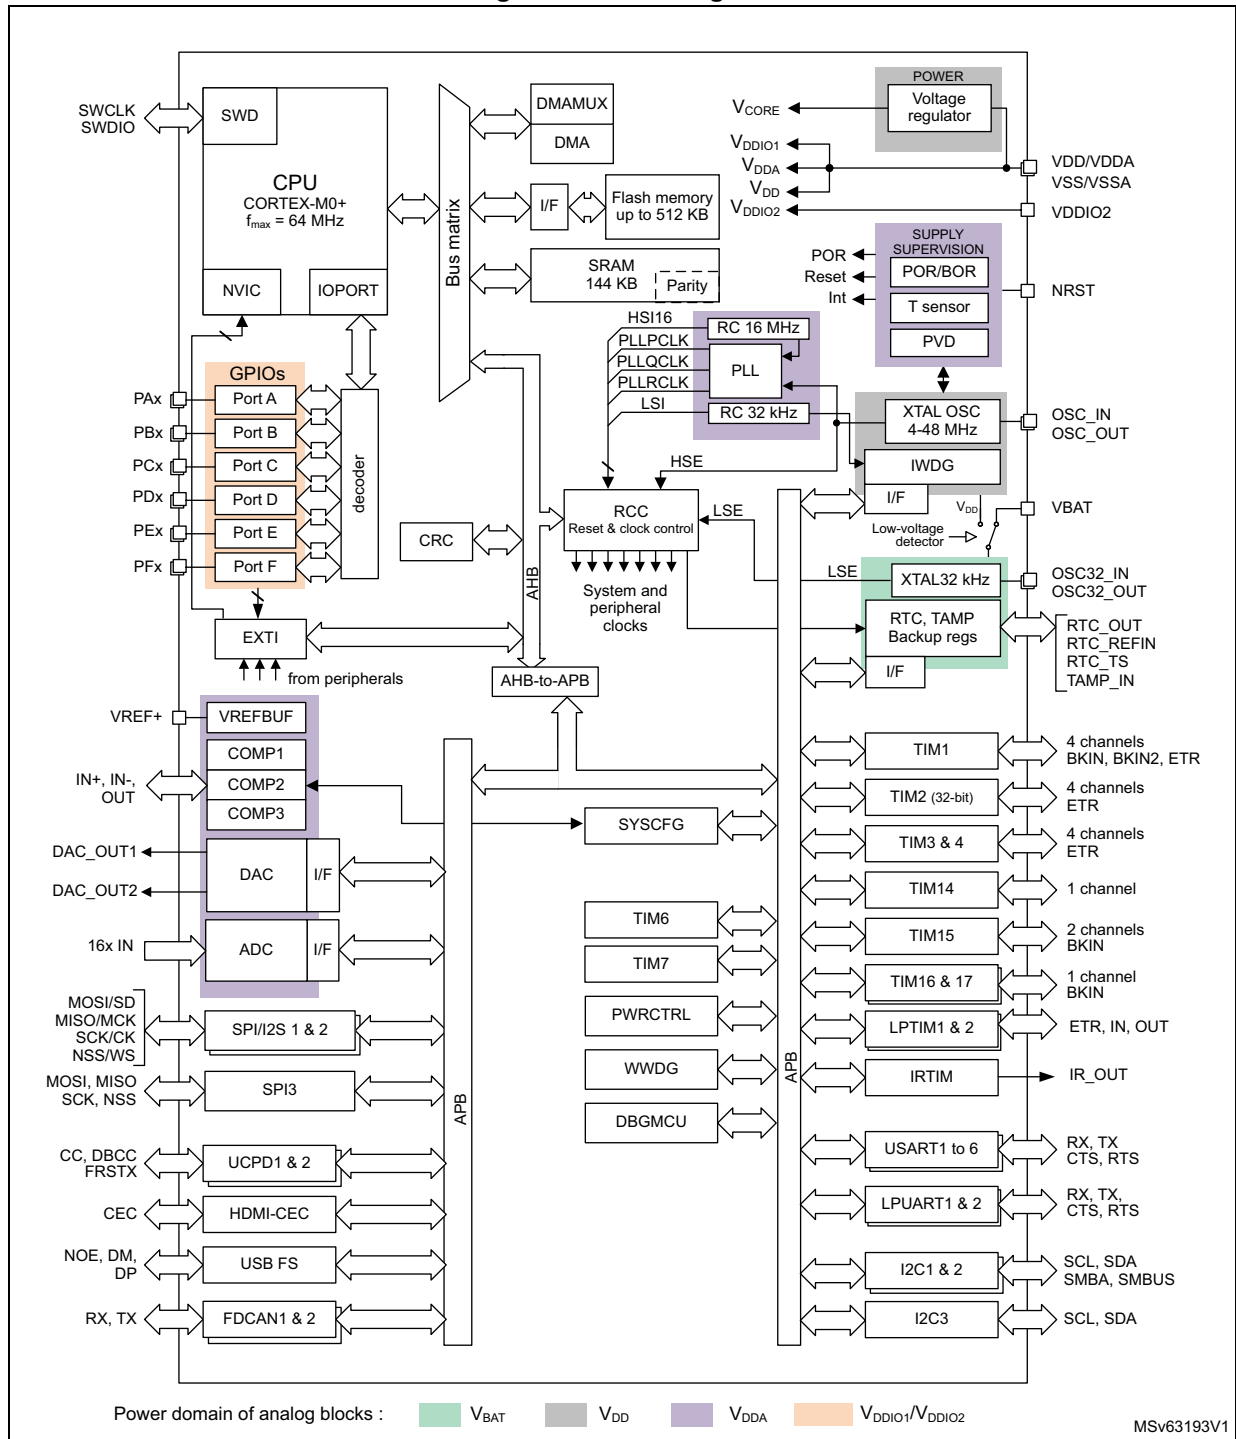 POWER
Voltage
regulator
VCORE
VDDIO1
VDDA
VDD
VDDIO2
VDD/VDDA
VSS/VSSA
VDDIO2
SWCLK
SWDIO
SWD
CPU
CORTEX-M0+
fmax = 64 MHz
NVIC
IOPORT
Bus matrix
DMAMUX
DMA
I/F
Flash memory
up to 512 KB
SRAM
144 KB
Parity
SUPPLY
SUPERVISION
POR
Reset
Int
POR/BOR
T sensor
PVD
NRST
HSI16
PLLPCLK
PLLQCLK
PLLRCLK
LSI
RC 16 MHz
PLL
RC 32 kHz
XTAL OSC
4-48 MHz
IWDG
I/F
OSC_IN
OSC_OUT
GPIOs
PAx
Port A
PBx
Port B
PCx
Port C
PDx
Port D
PEx
Port E
PFx
Port F
decoder
HSE
RCC
Reset & clock control
LSE
VDD
VBAT
Low-voltage
detector
CRC
AHB
System and
peripheral
clocks
LSE
XTAL32 kHz
OSC32_IN
OSC32_OUT
RTC, TAMP
Backup regs
I/F
RTC_OUT
RTC_REFIN
RTC_TS
TAMP_IN
EXTI
from peripherals
AHB-to-APB
VREF+
VREFBUF
COMP1
COMP2
COMP3
IN+, IN-,
OUT
DAC_OUT1
DAC_OUT2
DAC
I/F
16x IN
ADC
I/F
MOSI/SD
MISO/MCK
SCK/CK
NSS/WS
SPI/I2S 1 & 2
MOSI, MISO
SCK, NSS
SPI3
CC, DBCC
FRSTX
UCPD1 & 2
CEC
HDMI-CEC
NOE, DM,
DP
USB FS
RX, TX
FDCAN1 & 2
APB
SYSCFG
TIM6
TIM7
PWRCTRL
WWDG
DBGMCU
APB
TIM1
4 channels
BKIN, BKIN2, ETR
TIM2 (32-bit)
4 channels
ETR
TIM3 & 4
4 channels
ETR
TIM14
1 channel
TIM15
2 channels
BKIN
TIM16 & 17
1 channel
BKIN
LPTIM1 & 2
ETR, IN, OUT
IRTIM
IR_OUT
USART1 to 6
RX, TX
CTS, RTS
LPUART1 & 2
RX, TX,
CTS, RTS
I2C1 & 2
SCL, SDA
SMBA, SMBUS
I2C3
SCL, SDA
Power domain of analog blocks :
VBAT
VDD
VDDA
VDDIO1/VDDIO2
MSv63193V1